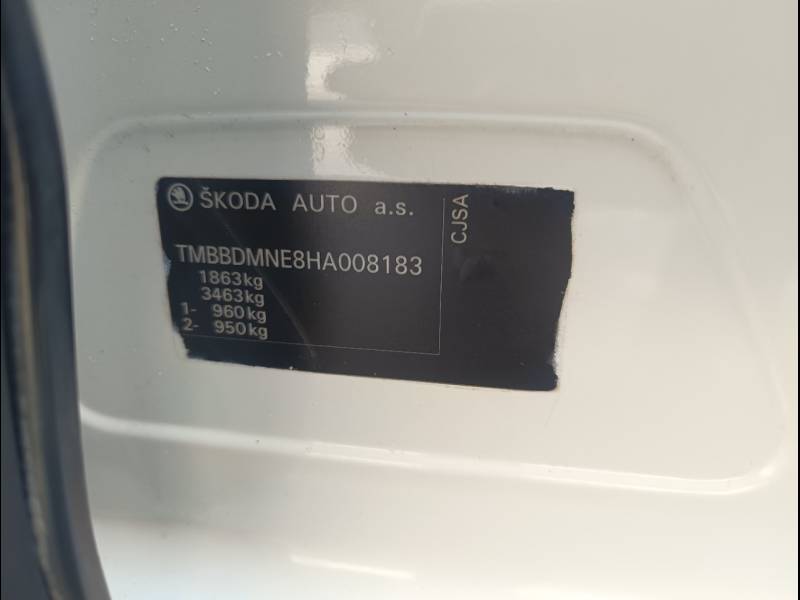 ŠKODA AUTO a.s.
TMBBDMNE8HA008183
1863kg
3463kg
1- 960kg
2- 950kg
CJSA